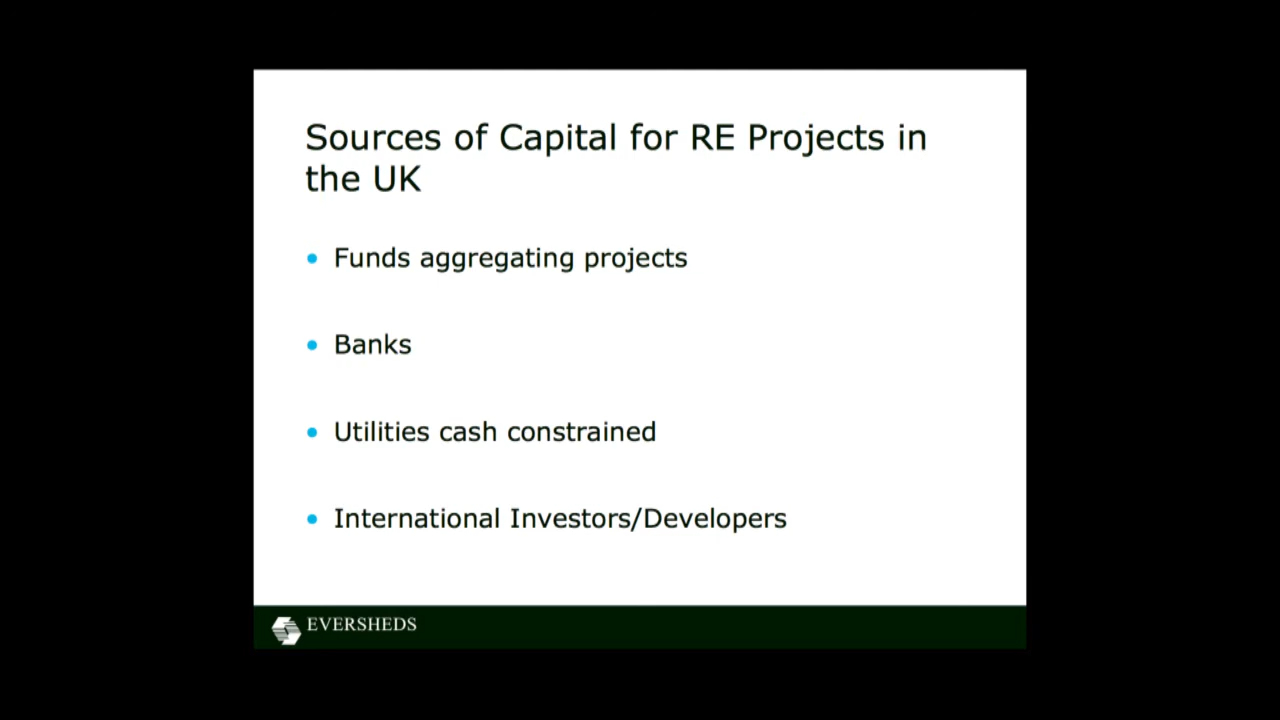 Sources of Capital for RE Projects in
the UK
• Funds aggregating projects
• Banks
• Utilities cash constrained
• International Investors/Developers
EVERSHEDS